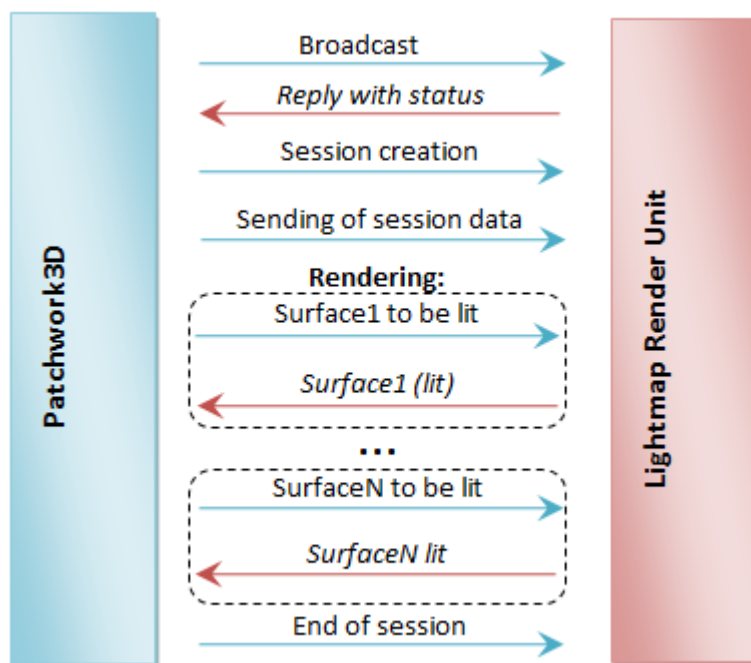 Broadcast
Reply with status
Session creation
Sending of session data
Rendering:
Surface1 to be lit
Surface1 (lit)
...
SurfaceN to be lit
SurfaceN lit
End of session
Patchwork3D
Lightmap Render Unit